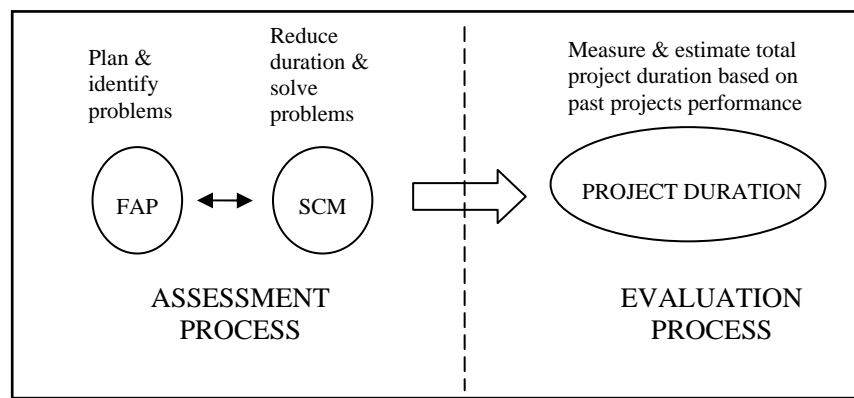 Plan &
identify
problems
Reduce
duration &
solve
problems
Measure & estimate total
project duration based on
past projects performance
FAP
SCM
PROJECT DURATION
ASSESSMENT
PROCESS
EVALUATION
PROCESS